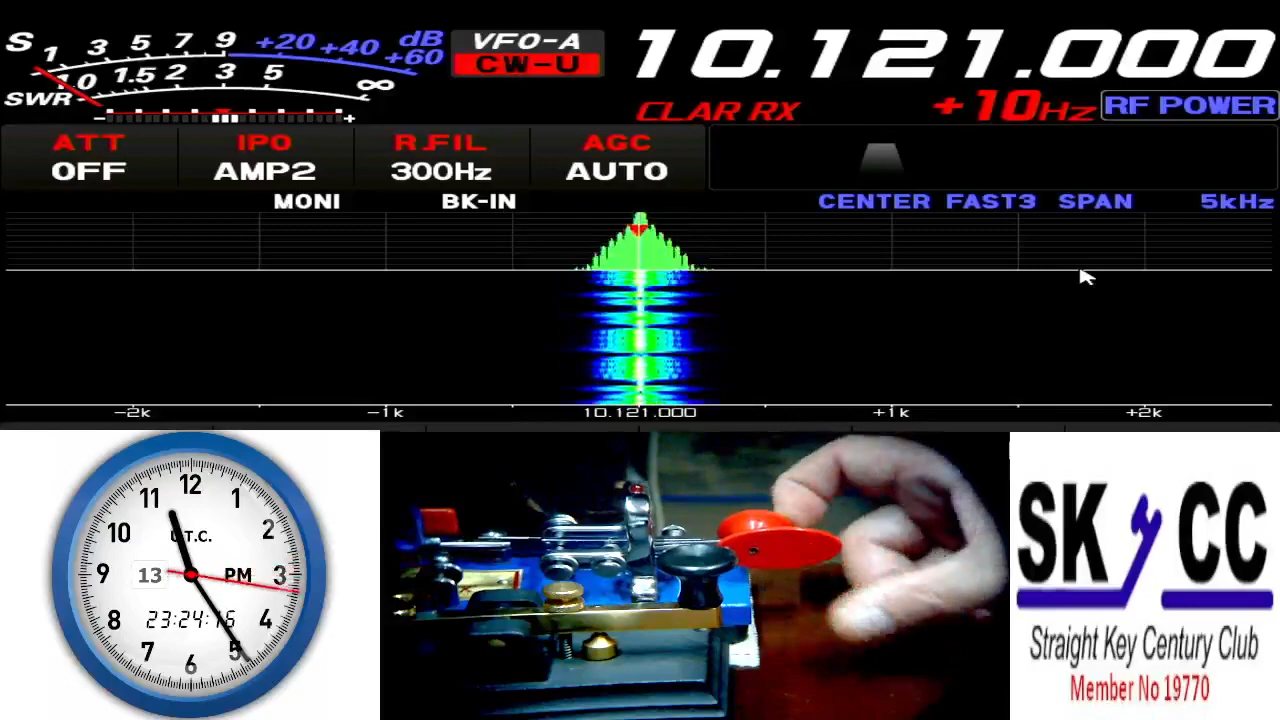 S 1 3 5 7 9 +20 +40 +60 dB
SWR 1.0 1.5 2 3 5 ∞
− +
VFO-A
CW-U
10.121.000
CLAR RX +10Hz RF POWER
ATT IPO R.FIL AGC
OFF AMP2 300Hz AUTO
MONI BK-IN CENTER FAST3 SPAN 5kHz
-2k -1k 10.121.000 +1k +2k
12
11 1
U.T.C.
10 2
9 13 PM 3
23:24:16
8 4
7 5
6
SK CC
Straight Key Century Club
Member No 19770